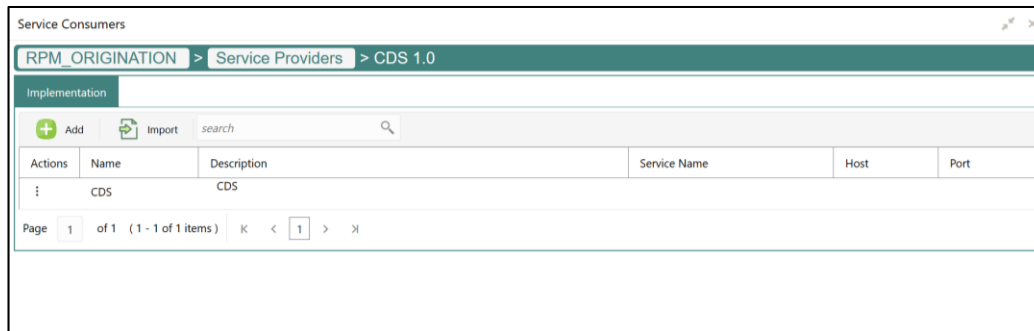 Service Consumers
RPM_ORIGINATION > Service Providers > CDS 1.0
Implementation
Add Import search
Actions Name Description Service Name Host Port
CDS CDS
Page 1 of 1 (1 - 1 of 1 items) K < 1 > >|